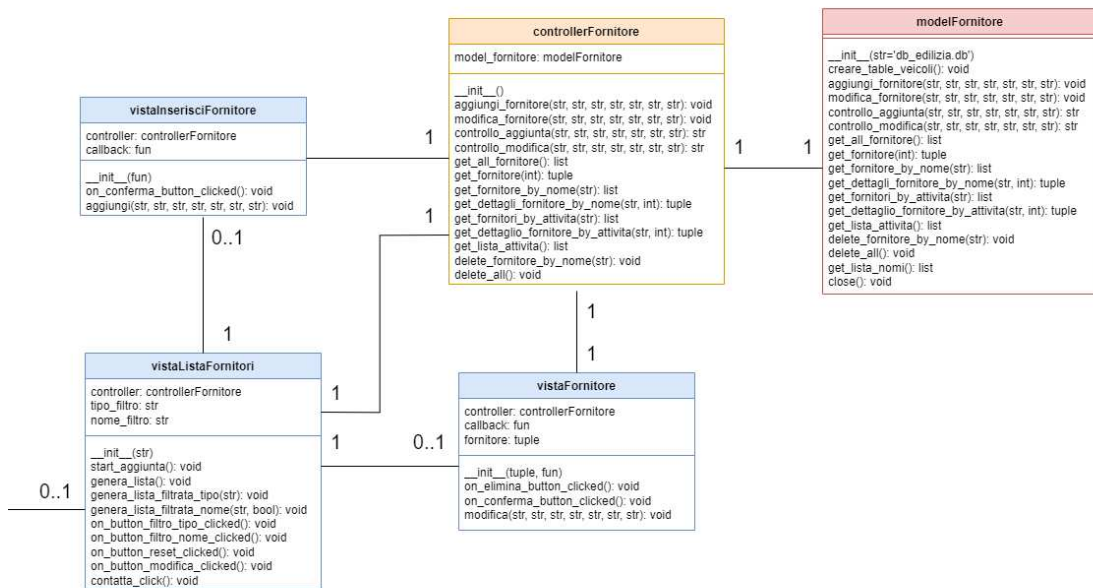 controllerFornitore
model_fornitore: modelFornitore
__init__()
aggiungi_fornitore(str, str, str, str, str, str, str): void
modifica_fornitore(str, str, str, str, str, str, str): void
controllo_aggiunta(str, str, str, str, str, str, str): str
controllo_modifica(str, str, str, str, str, str, str): str
get_all_fornitore(): list
get_fornitore(int): tuple
get_fornitore_by_nome(str): list
get_dettagli_fornitore_by_nome(str, int): tuple
get_fornitori_by_attivita(str): list
get_dettaglio_fornitore_by_attivita(str, int): tuple
get_lista_attivita(): list
delete_fornitore_by_nome(str): void
delete_all(): void
modelFornitore
__init__(str='db_edilizia.db')
creare_table_veicoli(): void
aggiungi_fornitore(str, str, str, str, str, str, str): void
modifica_fornitore(str, str, str, str, str, str, str): void
controllo_aggiunta(str, str, str, str, str, str, str): str
controllo_modifica(str, str, str, str, str, str, str): str
get_all_fornitore(): list
get_fornitore(int): tuple
get_fornitore_by_nome(str): list
get_dettagli_fornitore_by_nome(str, int): tuple
get_fornitori_by_attivita(str): list
get_dettaglio_fornitore_by_attivita(str, int): tuple
get_lista_attivita(): list
delete_fornitore_by_nome(str): void
delete_all(): void
get_lista_nomi(): list
close(): void
vistaInserisciFornitore
controller: controllerFornitore
callback: fun
__init__(fun)
on_conferma_button_clicked(): void
aggiungi(str, str, str, str, str, str, str): void
1
1
1
1
0..1
1
1
1
vistaListaFornitori
controller: controllerFornitore
tipo_filtro: str
nome_filtro: str
__init__(str)
start_aggiunta(): void
genera_lista(): void
genera_lista_filtrata_tipo(str): void
genera_lista_filtrata_nome(str, bool): void
on_button_filtro_tipo_clicked(): void
on_button_filtro_nome_clicked(): void
on_button_reset_clicked(): void
on_button_modifica_clicked(): void
contatta_click(): void
1
1
0..1
0..1
vistaFornitore
controller: controllerFornitore
callback: fun
fornitore: tuple
__init__(tuple, fun)
on_elimina_button_clicked(): void
on_conferma_button_clicked(): void
modifica(str, str, str, str, str, str, str): void